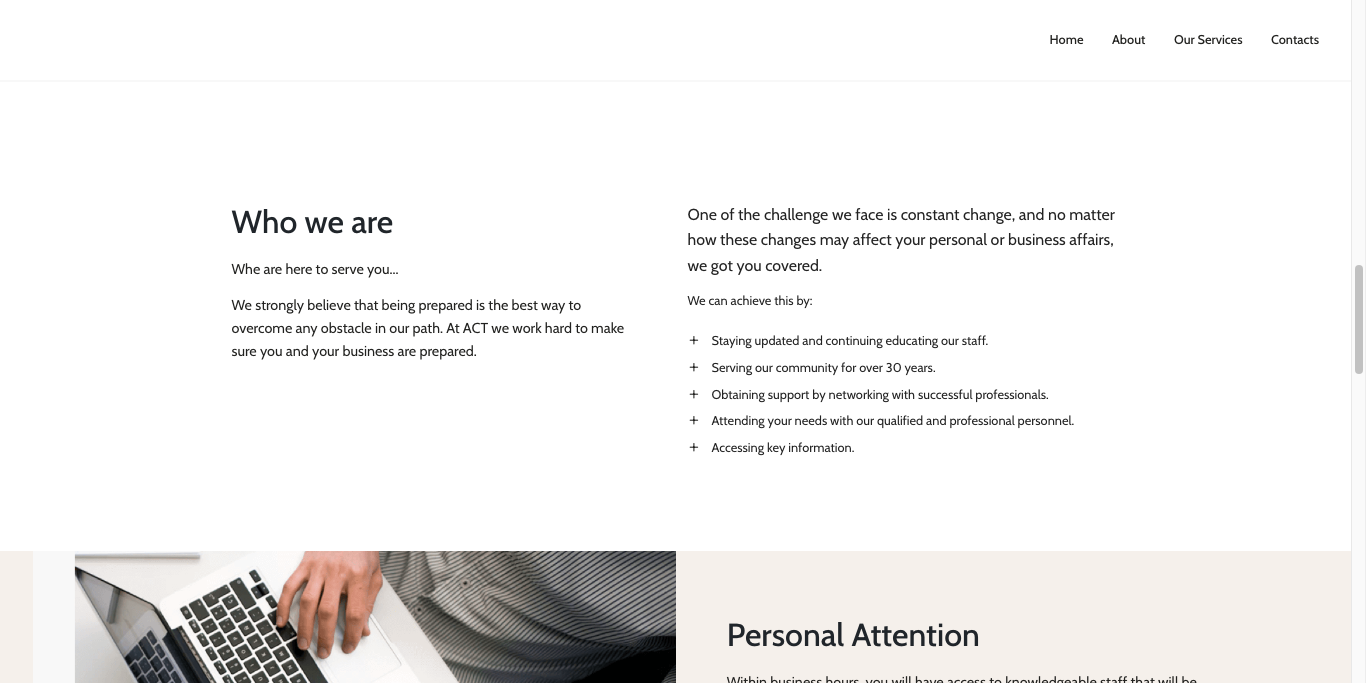 Home About Our Services Contacts
Who we are
Whe are here to serve you...
We strongly believe that being prepared is the best way to
overcome any obstacle in our path. At ACT we work hard to make
sure you and your business are prepared.
One of the challenge we face is constant change, and no matter
how these changes may affect your personal or business affairs,
we got you covered.
We can achieve this by:
+ Staying updated and continuing educating our staff.
+ Serving our community for over 30 years.
+ Obtaining support by networking with successful professionals.
+ Attending your needs with our qualified and professional personnel.
+ Accessing key information.
Personal Attention
Within business hours, you will have access to knowledgeable staff that will be